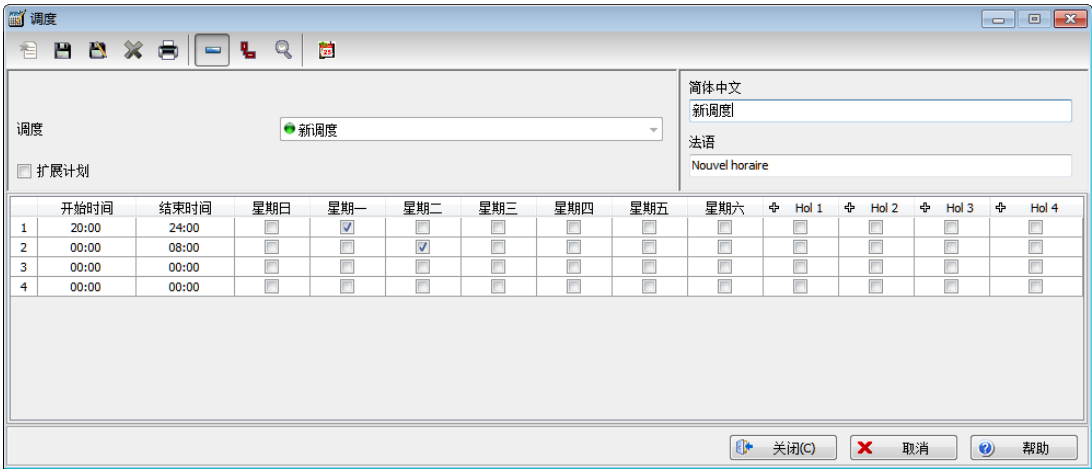 调度
简体中文
新调度
调度
新调度
法语
扩展计划
Nouvel horaire
开始时间 结束时间 星期日 星期一 星期二 星期三 星期四 星期五 星期六 Hol 1 Hol 2 Hol 3 Hol 4
1 20:00 24:00
2 00:00 08:00
3 00:00 00:00
4 00:00 00:00
关闭(C) 取消 帮助